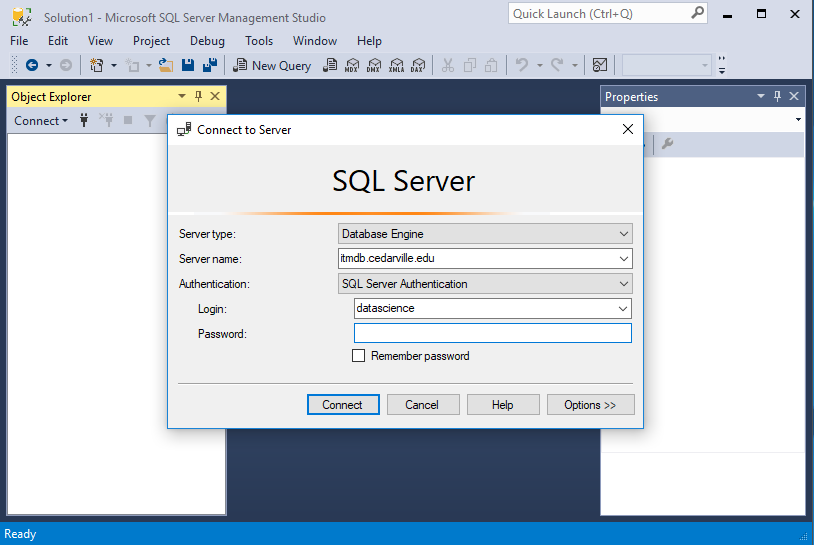 Solution1 - Microsoft SQL Server Management Studio
Quick Launch (Ctrl+Q)
File Edit View Project Debug Tools Window Help
New Query MDX DMX XMLA DAX
Object Explorer
Properties
Connect
Connect to Server
SQL Server
Server type: Database Engine
Server name: itmdb.cedarville.edu
Authentication: SQL Server Authentication
Login: datascience
Password:
Remember password
Connect Cancel Help Options >>
Ready